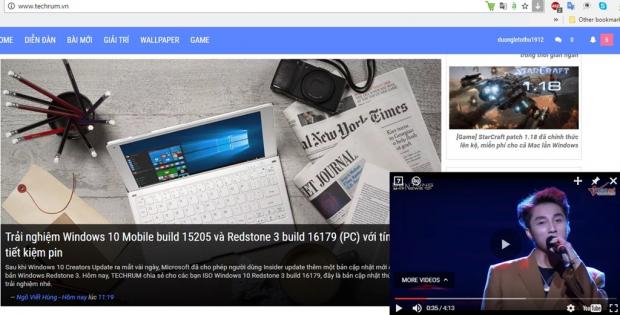 www.techrum.vn
Other bookmark
OME DIỄN ĐÀN BÀI MỚI GIẢI TRÍ WALLPAPER GAME
duongletothu1912 0 5
trong thời gian ngắn
STARCRAFT
1.18
[Game] StarCraft patch 1.18 đã chính thức
lên kệ, miễn phí cho cả Mac lẫn Windows
al New York Times
JOURNAL
Trải nghiệm Windows 10 Mobile build 15205 và Redstone 3 build 16179 (PC) với tín
tiết kiệm pin
Sau khi Windows 10 Creators Update ra mắt vài ngày, Microsoft đã cho phép người dùng Insider update thêm một bản cập nhật mới
bản Windows Redstone 3. Hôm nay, TECHRUM chia sẻ cho các bạn ISO Windows 10 Redstone 3 build 16179, đây là bản cập nhật th
trải nghiệm nhé.
— Ngô Viết Hùng - Hôm nay lúc 11:19
MORE VIDEOS
0:35 / 4:13
YouTube